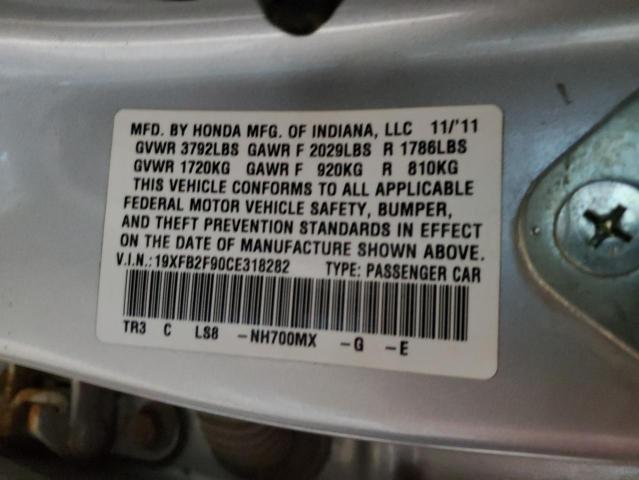 MFD. BY HONDA MFG. OF INDIANA, LLC 11/'11
GVWR 3792LBS GAWR F 2029LBS R 1786LBS
GVWR 1720KG GAWR F 920KG R 810KG
THIS VEHICLE CONFORMS TO ALL APPLICABLE
FEDERAL MOTOR VEHICLE SAFETY, BUMPER,
AND THEFT PREVENTION STANDARDS IN EFFECT
ON THE DATE OF MANUFACTURE SHOWN ABOVE.
V.I.N.:19XFB2F90CE318282 TYPE: PASSENGER CAR
TR3 C LS8 -NH700MX -G -E